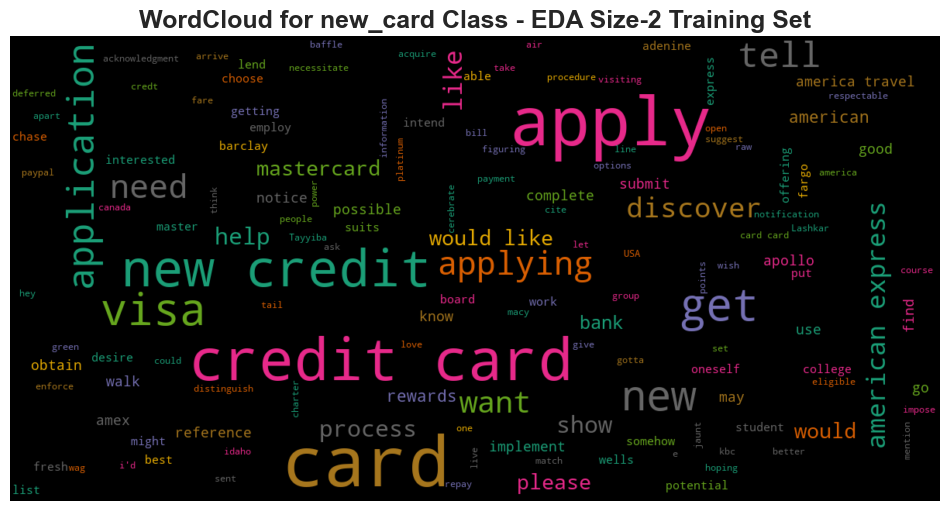 WordCloud for new_card Class - EDA Size-2 Training Set
baffle
acquire
air
adenine
tell
acknowledgment
arrive
lend
necessitate
able
take
procedure
visiting
express
america travel
deferred
credt
choose
like
respectable
apart
fare
getting
information
intend
apply
american
chase
employ
bill
open
suggest
raw
barclay
figuring
line
good
application
interested
mastercard
platinum
options
offering
america
paypal
need
think
power
notice
payment
submit
fargo
canada
people
possible
cerebrate
complete
cite
discover
notification
master
help
Tayyiba
suits
would like
card card
Lashkar
ask
let
new credit
applying
USA
apollo
course
hey
visa
tail
board
work
group
points
wish
put
american express
know
macy
bank
get
use
find
green
desire
could
love
give
gotta
set
obtain
credit card
oneself
college
enforce
walk
distinguish
charter
rewards
want
new
may
eligible
go
impose
amex
reference
process
one
show
student
would
mention
might
best
implement
somehow
jaunt
fresh
wag
i'd
idaho
card
live
match
wells
e
kbc
better
hoping
list
sent
repay
please
potential